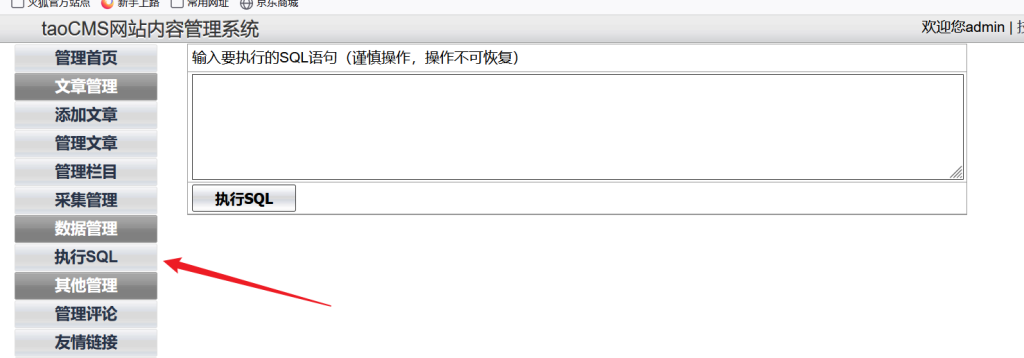 火狐官方站点 新手上路 常用网址 京东商城
taoCMS网站内容管理系统
欢迎您admin |
管理首页
输入要执行的SQL语句（谨慎操作，操作不可恢复）
文章管理
添加文章
管理文章
管理栏目
采集管理
执行SQL
数据管理
执行SQL
其他管理
管理评论
友情链接